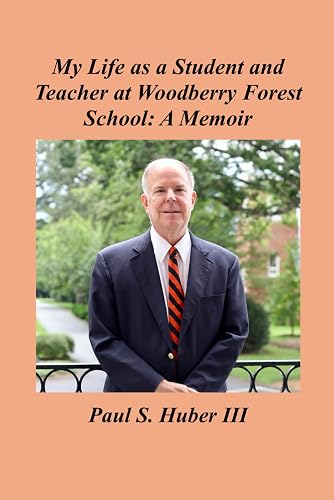 My Life as a Student and
Teacher at Woodberry Forest
School: A Memoir
Paul S. Huber III